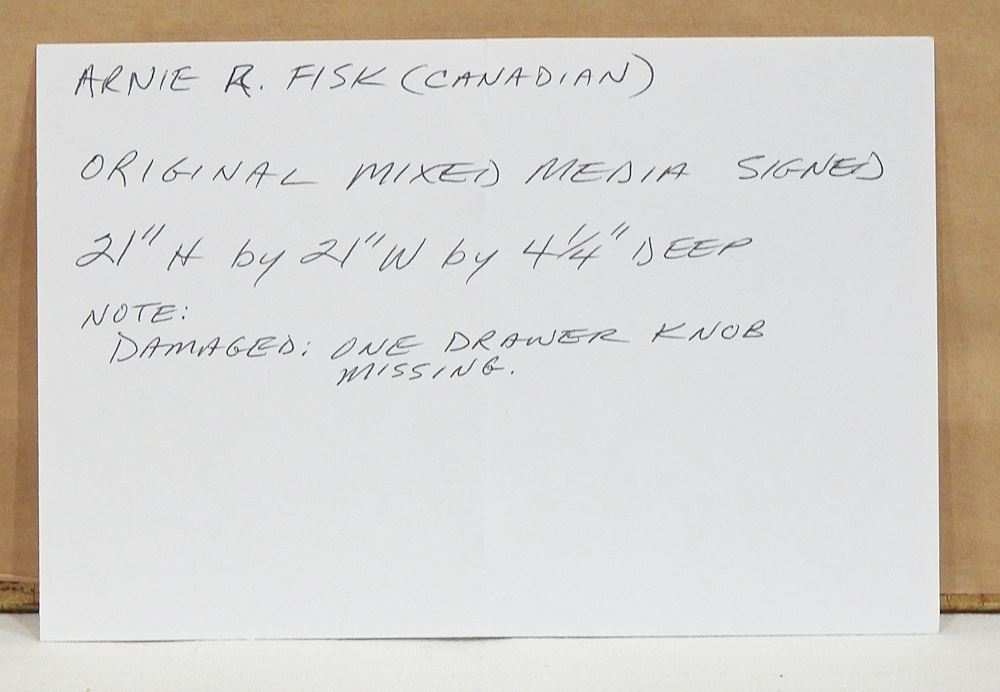 ARNIE R. FISK (CANADIAN)
ORIGINAL MIXED MEDIA SIGNED
21" H by 21" W by 4 1/4" DEEP
NOTE:
DAMAGED: ONE DRAWER KNOB
MISSING.